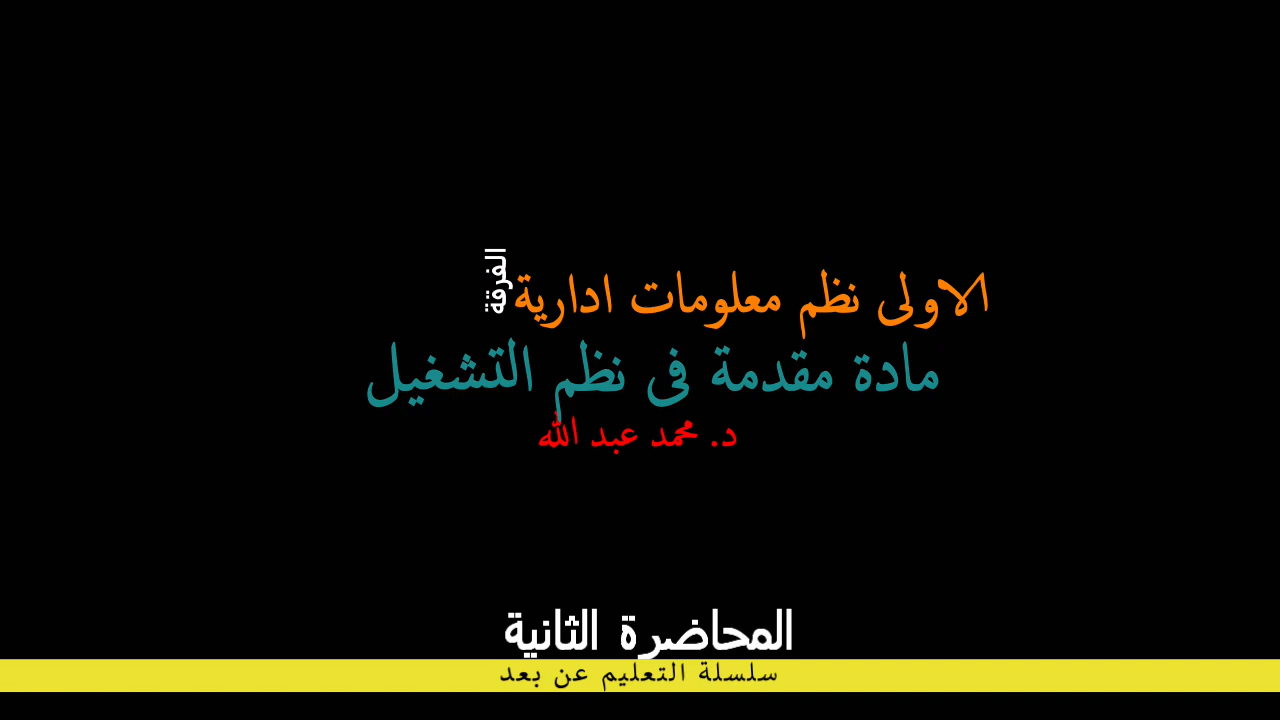 الفرقة
الاولى نظم معلومات ادارية
مادة مقدمة فى نظم التشغيل
د. محمد عبد الله
المحاضرة الثانية
سلسلة التعليم عن بعد